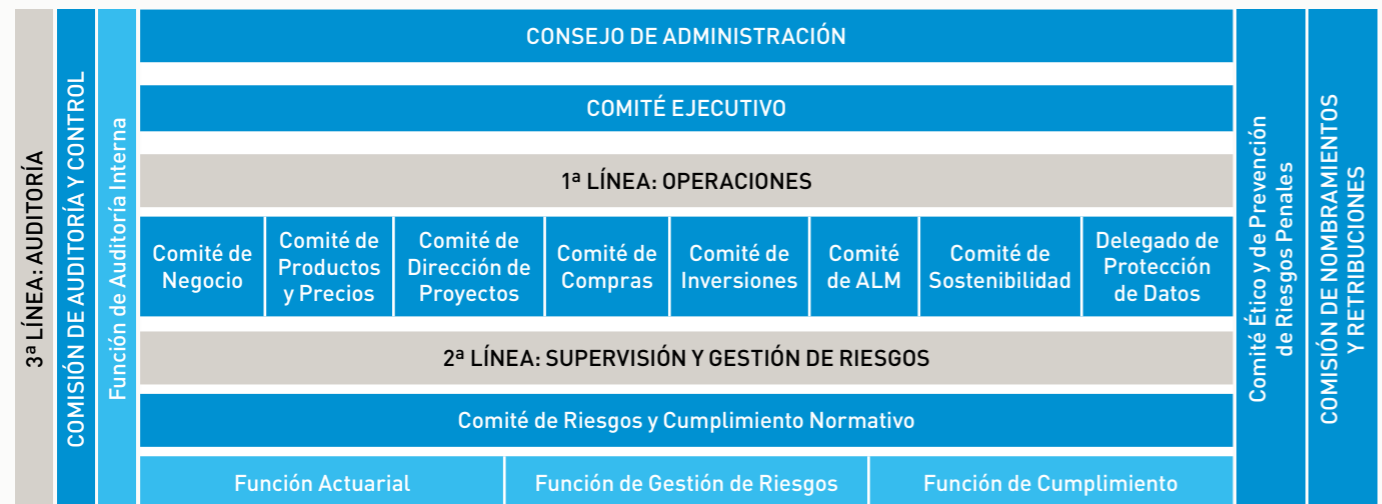 3ª LÍNEA: AUDITORÍA
COMISIÓN DE AUDITORÍA Y CONTROL
Función de Auditoría Interna
CONSEJO DE ADMINISTRACIÓN
COMITÉ EJECUTIVO
1ª LÍNEA: OPERACIONES
Comité de
Negocio
Comité de
Productos
y Precios
Comité de
Dirección de
Proyectos
Comité de
Compras
Comité de
Inversiones
Comité
de ALM
Comité de
Sostenibilidad
Delegado de
Protección
de Datos
2ª LÍNEA: SUPERVISIÓN Y GESTIÓN DE RIESGOS
Comité de Riesgos y Cumplimiento Normativo
Función Actuarial
Función de Gestión de Riesgos
Función de Cumplimiento
Comité Ético y de Prevención
de Riesgos Penales
COMISIÓN DE NOMBRAMIENTOS
Y RETRIBUCIONES